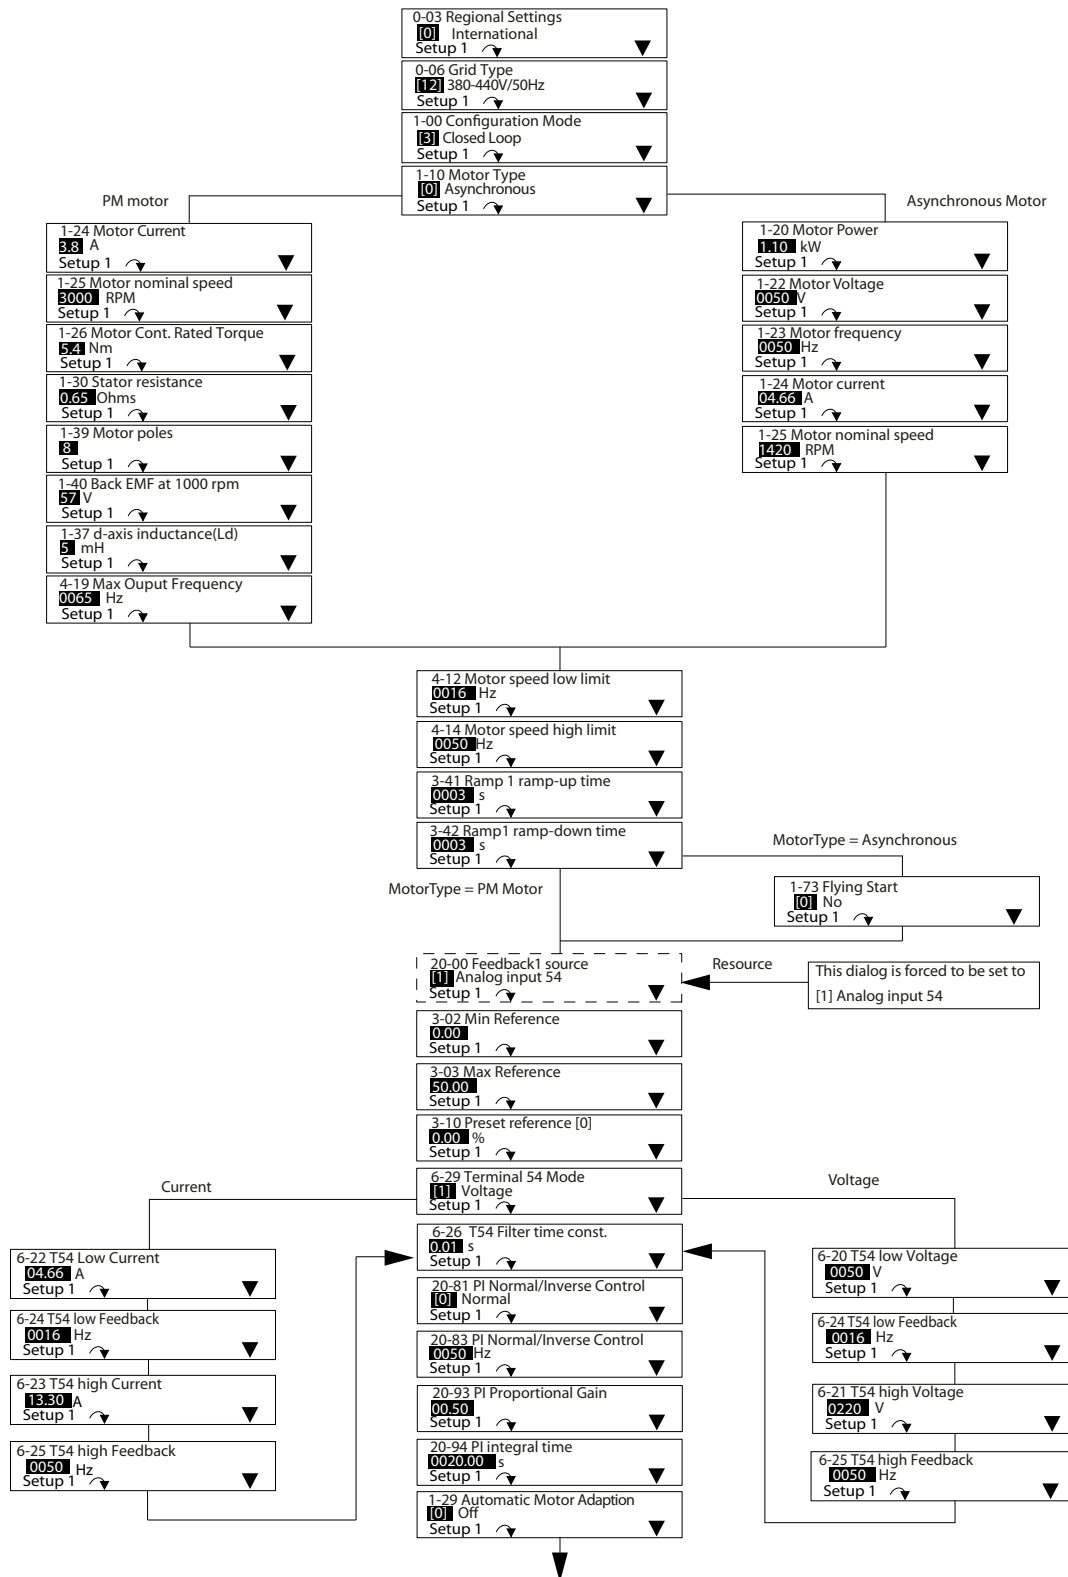 0-03 Regional Settings
[0] International
Setup 1
0-06 Grid Type
[12] 380-440V/50Hz
Setup 1
1-00 Configuration Mode
[3] Closed Loop
Setup 1
1-10 Motor Type
[0] Asynchronous
Setup 1
PM motor
Asynchronous Motor
1-24 Motor Current
3.8 A
Setup 1
1-25 Motor nominal speed
3000 RPM
Setup 1
1-26 Motor Cont. Rated Torque
5.4 Nm
Setup 1
1-30 Stator resistance
0.65 Ohms
Setup 1
1-39 Motor poles
8
Setup 1
1-40 Back EMF at 1000 rpm
57 V
Setup 1
1-37 d-axis inductance(Ld)
5 mH
Setup 1
4-19 Max Ouput Frequency
0065 Hz
Setup 1
1-20 Motor Power
1.10 kW
Setup 1
1-22 Motor Voltage
0050 V
Setup 1
1-23 Motor frequency
0050 Hz
Setup 1
1-24 Motor current
04.66 A
Setup 1
1-25 Motor nominal speed
1420 RPM
Setup 1
4-12 Motor speed low limit
0016 Hz
Setup 1
4-14 Motor speed high limit
0050 Hz
Setup 1
3-41 Ramp 1 ramp-up time
0003 s
Setup 1
3-42 Ramp1 ramp-down time
0003 s
Setup 1
MotorType = Asynchronous
MotorType = PM Motor
1-73 Flying Start
[0] No
Setup 1
20-00 Feedback1 source
[1] Analog input 54
Setup 1
Resource
This dialog is forced to be set to
[1] Analog input 54
3-02 Min Reference
0.00
Setup 1
3-03 Max Reference
50.00
Setup 1
3-10 Preset reference [0]
0.00 %
Setup 1
6-29 Terminal 54 Mode
[1] Voltage
Setup 1
Current
Voltage
6-22 T54 Low Current
04.66 A
Setup 1
6-24 T54 low Feedback
0016 Hz
Setup 1
6-23 T54 high Current
13.30 A
Setup 1
6-25 T54 high Feedback
0050 Hz
Setup 1
6-26 T54 Filter time const.
0.01 s
Setup 1
20-81 PI Normal/Inverse Control
[0] Normal
Setup 1
20-83 PI Normal/Inverse Control
0050 Hz
Setup 1
20-93 PI Proportional Gain
00.50
Setup 1
20-94 PI integral time
0020.00 s
Setup 1
1-29 Automatic Motor Adaption
[0] Off
Setup 1
6-20 T54 low Voltage
0050 V
Setup 1
6-24 T54 low Feedback
0016 Hz
Setup 1
6-21 T54 high Voltage
0220 V
Setup 1
6-25 T54 high Feedback
0050 Hz
Setup 1